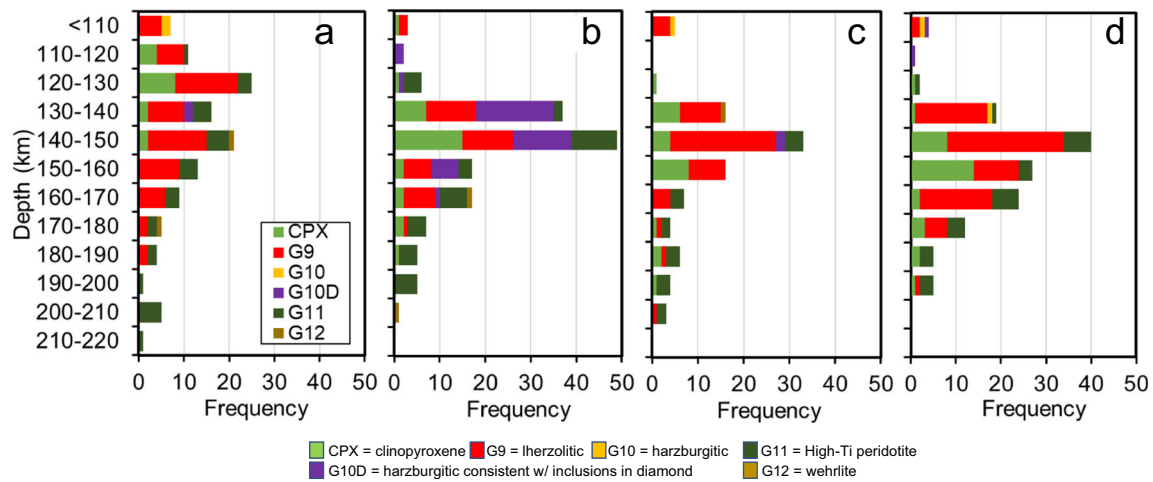 a b c d
Depth (km)
<110
110-120
120-130
130-140
140-150
150-160
160-170
170-180
180-190
190-200
200-210
210-220
CPX
G9
G10
G10D
G11
G12
0 10 20 30 40 50 0 10 20 30 40 50 0 10 20 30 40 50 0 10 20 30 40 50
Frequency Frequency Frequency Frequency
CPX = clinopyroxene G9 = lherzolitic G10 = harzburgitic G11 = High-Ti peridotite
G10D = harzburgitic consistent w/ inclusions in diamond G12 = wehrlite